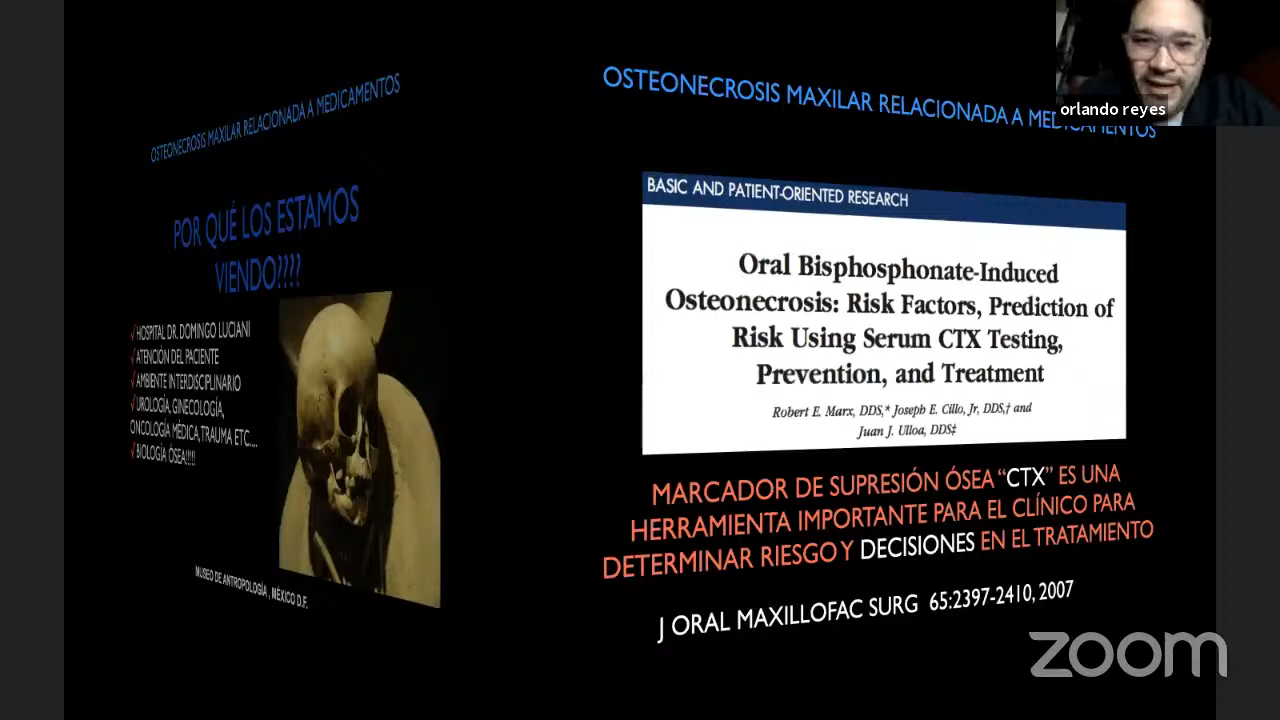 OSTEONECROSIS MAXILAR RELACIONADA A MEDICAMENTOS
POR QUÉ LOS ESTAMOS
VIENDO????
✓HOSPITAL DR. DOMINGO LUCIANI
✓ATENCIÓN DEL PACIENTE
✓AMBIENTE INTERDISCIPLINARIO
✓UROLOGÍA, GINECOLOGÍA,
ONCOLOGÍA MÉDICA, TRAUMA ETC....
✓BIOLOGÍA ÓSEA!!!!!
MUSEO DE ANTROPOLOGÍA , MÉXICO D.F.
OSTEONECROSIS MAXILAR RELACIONADA A MEDICAMENTOS
BASIC AND PATIENT-ORIENTED RESEARCH
Oral Bisphosphonate-Induced
Osteonecrosis: Risk Factors, Prediction of
Risk Using Serum CTX Testing,
Prevention, and Treatment
Robert E. Marx, DDS,* Joseph E. Cillo, Jr, DDS,† and
Juan J. Ulloa, DDS‡
MARCADOR DE SUPRESIÓN ÓSEA “CTX” ES UNA
HERRAMIENTA IMPORTANTE PARA EL CLÍNICO PARA
DETERMINAR RIESGO Y DECISIONES EN EL TRATAMIENTO
J ORAL MAXILLOFAC SURG 65:2397-2410, 2007
orlando reyes
zoom